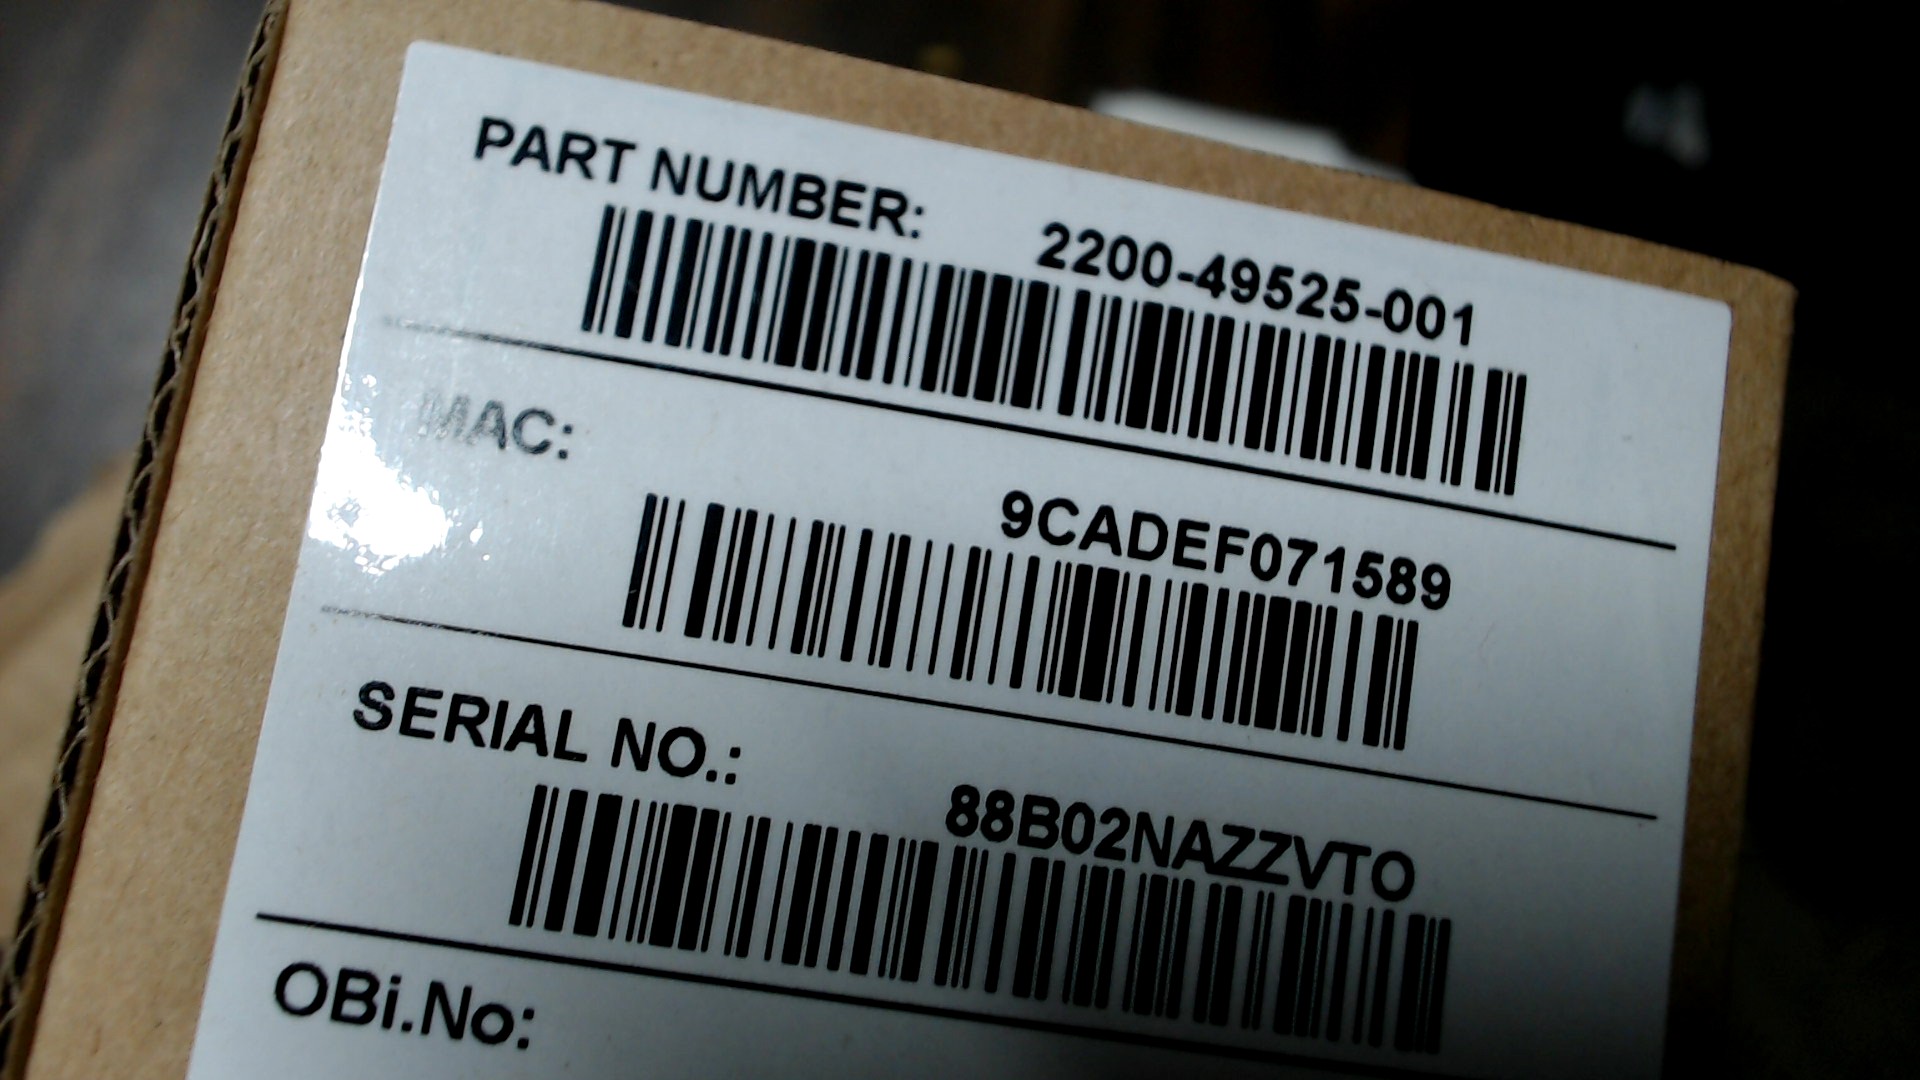 PART NUMBER:
2200-49525-001
MAC:
9CADEF071589
SERIAL NO.:
88B02NAZZVTO
OBi.No: